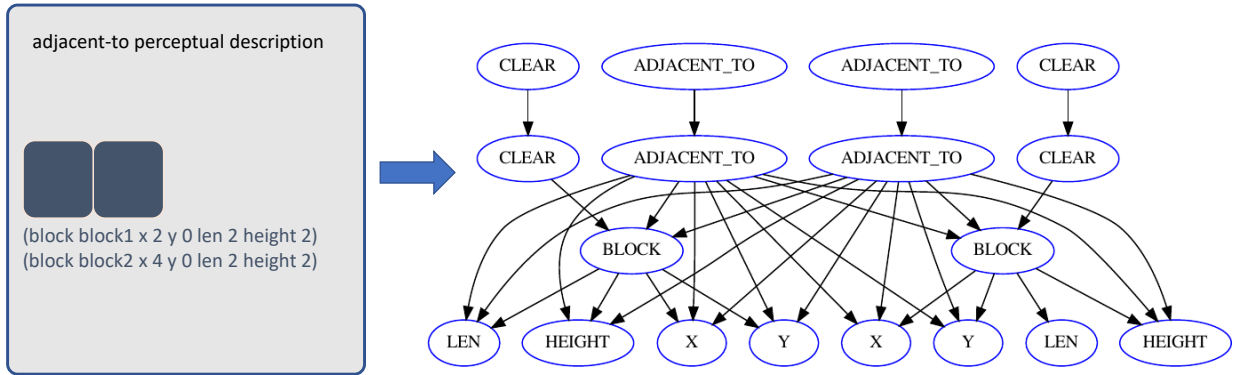 adjacent-to perceptual description
(block block1 x 2 y 0 len 2 height 2)
(block block2 x 4 y 0 len 2 height 2)
CLEAR ADJACENT_TO ADJACENT_TO CLEAR
CLEAR ADJACENT_TO ADJACENT_TO CLEAR
BLOCK BLOCK
LEN HEIGHT X Y X Y LEN HEIGHT